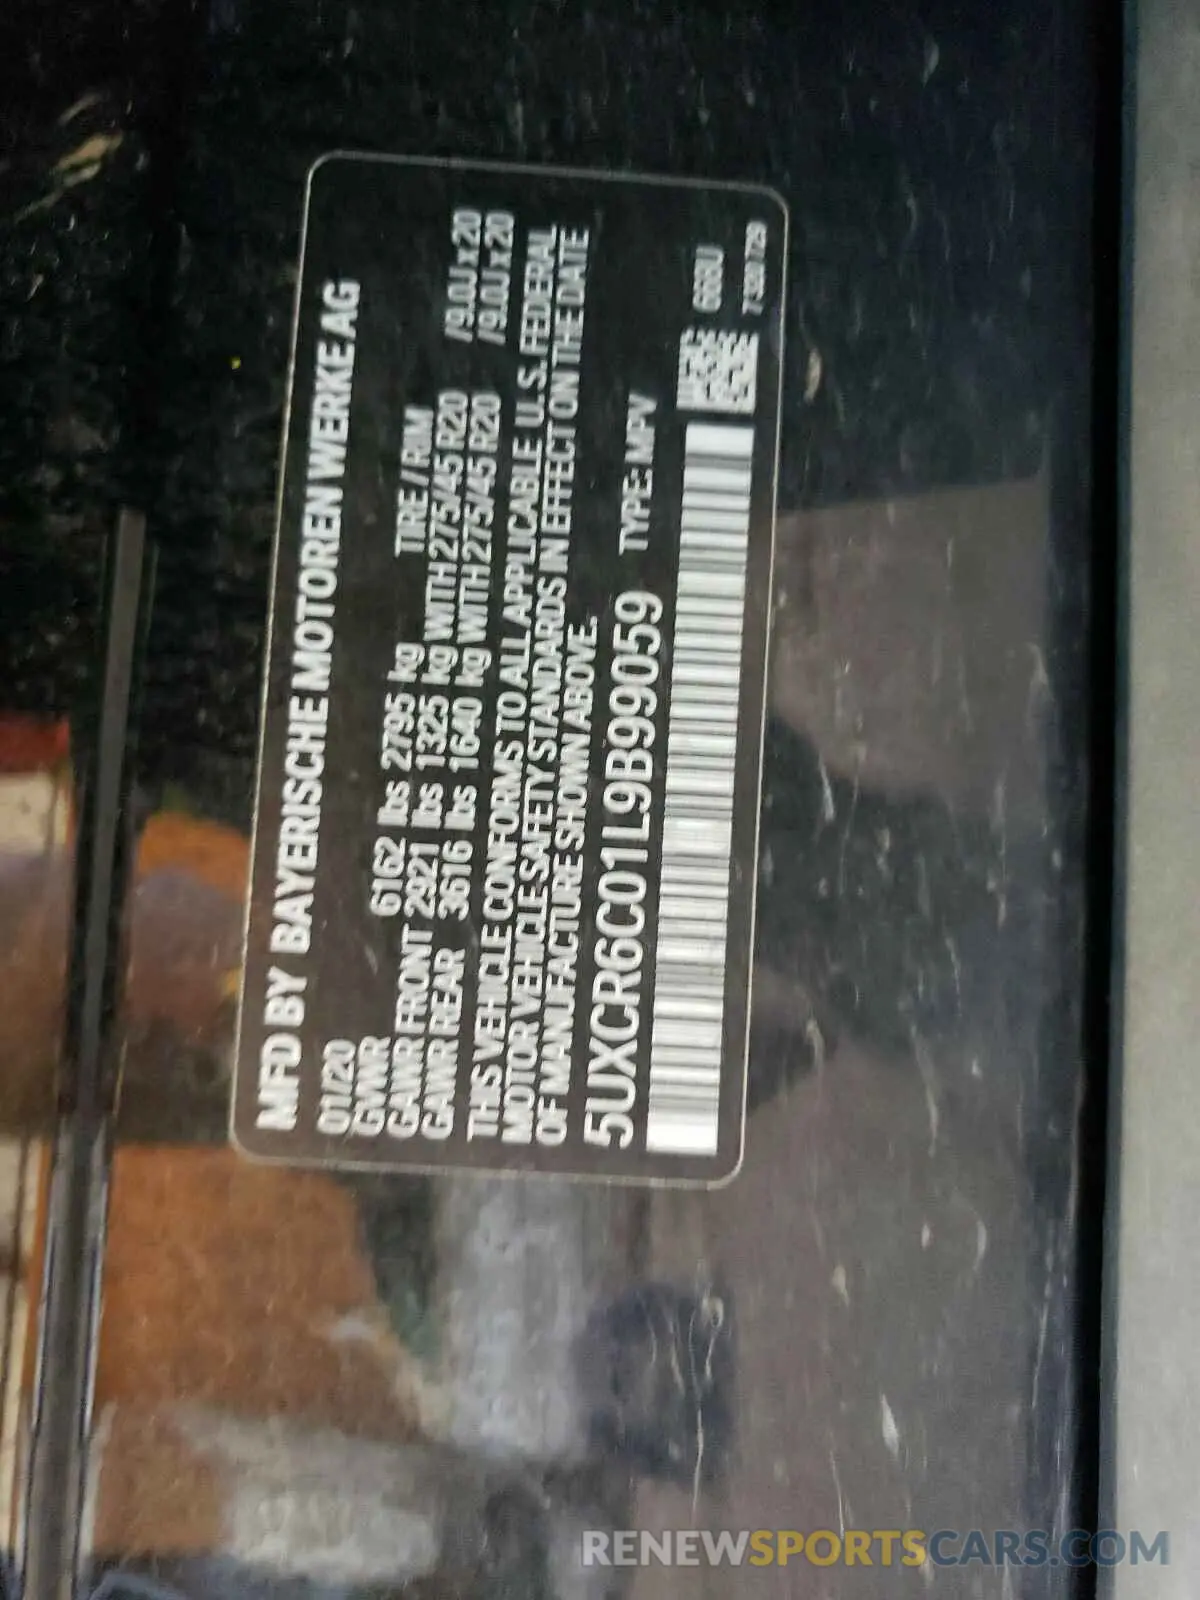 MFD BY BAYERISCHE MOTOREN WERKE AG
01/20
GVWR 6162 lbs 2795 kg TIRE / RIM
GAWR FRONT 2921 lbs 1325 kg WITH 275/45 R20 /9.0J x 20
GAWR REAR 3616 lbs 1640 kg WITH 275/45 R20 /9.0J x 20
THIS VEHICLE CONFORMS TO ALL APPLICABLE U.S. FEDERAL
MOTOR VEHICLE SAFETY STANDARDS IN EFFECT ON THE DATE
OF MANUFACTURE SHOWN ABOVE.
5UXCR6C01L9B99059 TYPE: MPV
RENEWSPORTSCARS.COM